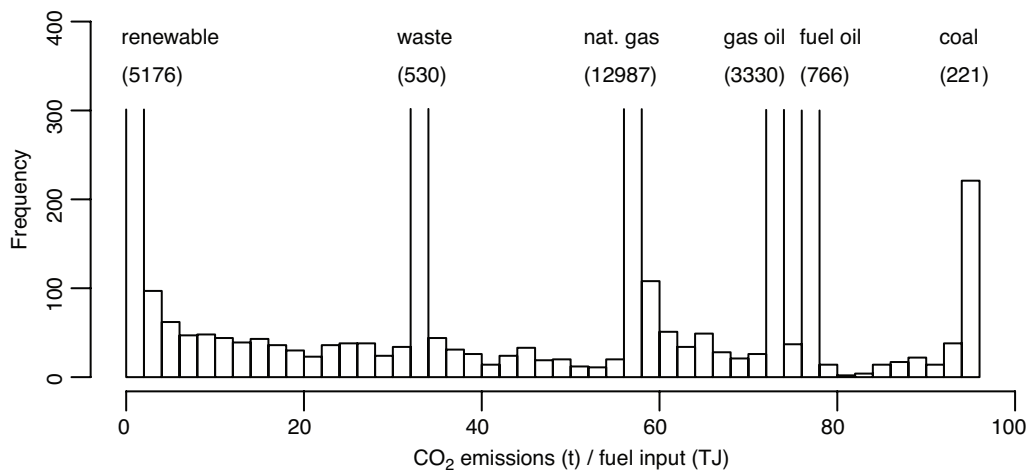 400
renewable waste nat. gas gas oil fuel oil coal
(5176) (530) (12987) (3330) (766) (221)
300
200
100
0
Frequency
0 20 40 60 80 100
CO₂ emissions (t) / fuel input (TJ)